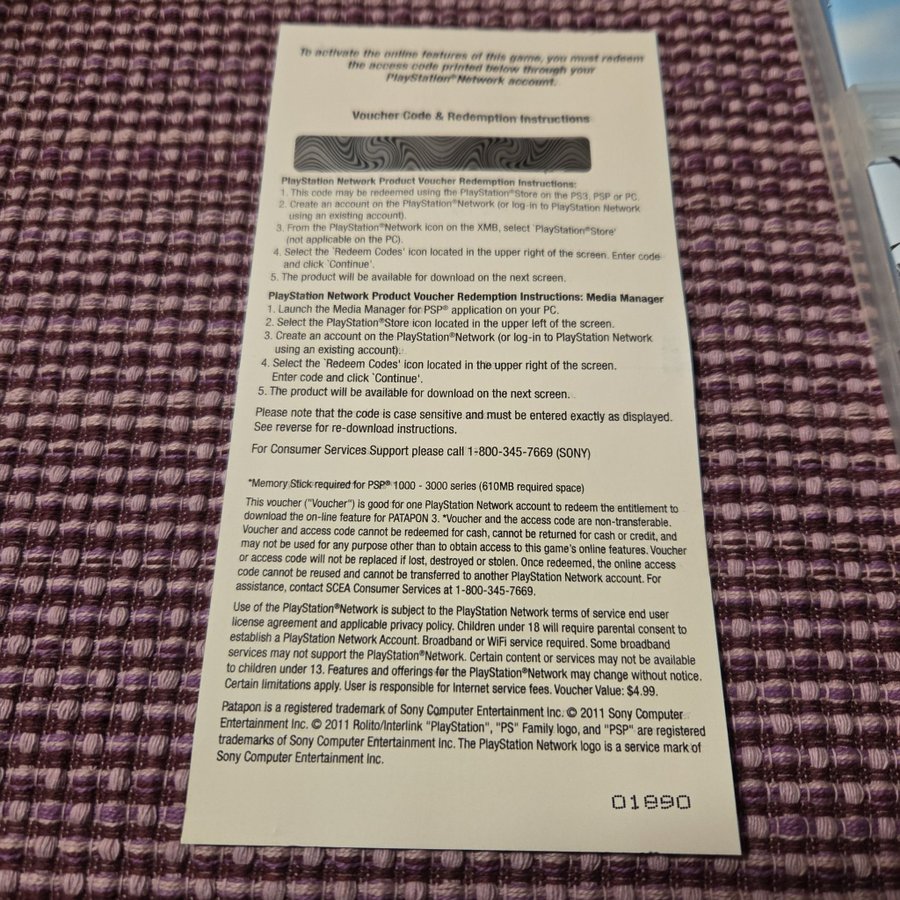 To activate the online features of this game, you must redeem
the access code printed below through your
PlayStation®Network account.
Voucher Code & Redemption Instructions
PlayStation Network Product Voucher Redemption Instructions:
1. This code may be redeemed using the PlayStation®Store on the PS3, PSP or PC.
2. Create an account on the PlayStation®Network (or log-in to PlayStation Network
using an existing account).
3. From the PlayStation®Network icon on the XMB, select `PlayStation®Store'
(not applicable on the PC).
4. Select the `Redeem Codes' icon located in the upper right of the screen. Enter code
and click `Continue'.
5. The product will be available for download on the next screen.
PlayStation Network Product Voucher Redemption Instructions: Media Manager
1. Launch the Media Manager for PSP® application on your PC.
2. Select the PlayStation®Store icon located in the upper left of the screen.
3. Create an account on the PlayStation®Network (or log-in to PlayStation Network
using an existing account).
4. Select the `Redeem Codes' icon located in the upper right of the screen.
Enter code and click `Continue'.
5. The product will be available for download on the next screen.
Please note that the code is case sensitive and must be entered exactly as displayed.
See reverse for re-download instructions.
For Consumer Services Support please call 1-800-345-7669 (SONY)
*Memory Stick required for PSP® 1000 - 3000 series (610MB required space)
This voucher ("Voucher") is good for one PlayStation Network account to redeem the entitlement to
download the on-line feature for PATAPON 3. *Voucher and the access code are non-transferable.
Voucher and access code cannot be redeemed for cash, cannot be returned for cash or credit, and
may not be used for any purpose other than to obtain access to this game's online features. Voucher
or access code will not be replaced if lost, destroyed or stolen. Once redeemed, the online access
code cannot be reused and cannot be transferred to another PlayStation Network account. For
assistance, contact SCEA Consumer Services at 1-800-345-7669.
Use of the PlayStation®Network is subject to the PlayStation Network terms of service end user
license agreement and applicable privacy policy. Children under 18 will require parental consent to
establish a PlayStation Network Account. Broadband or WiFi service required. Some broadband
services may not support the PlayStation®Network. Certain content or services may not be available
to children under 13. Features and offerings for the PlayStation®Network may change without notice.
Certain limitations apply. User is responsible for Internet service fees. Voucher Value: $4.99.
Patapon is a registered trademark of Sony Computer Entertainment Inc. © 2011 Sony Computer
Entertainment Inc. © 2011 Rolito/Interlink "PlayStation", "PS" Family logo, and "PSP" are registered
trademarks of Sony Computer Entertainment Inc. The PlayStation Network logo is a service mark of
Sony Computer Entertainment Inc.
01890